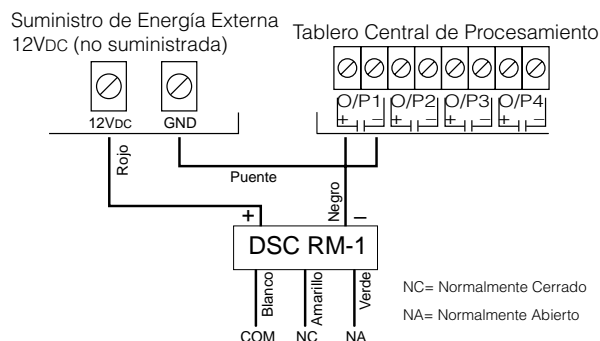 Suministro de Energía Externa
12VDC (no suministrada)
Tablero Central de Procesamiento
O/P1 O/P2 O/P3 O/P4
+ – + – + – + –
12VDC GND
Rojo
Puente
Negro
+ –
DSC RM-1
Blanco
Amarillo
Verde
NC= Normalmente Cerrado
NA= Normalmente Abierto
COM NC NA